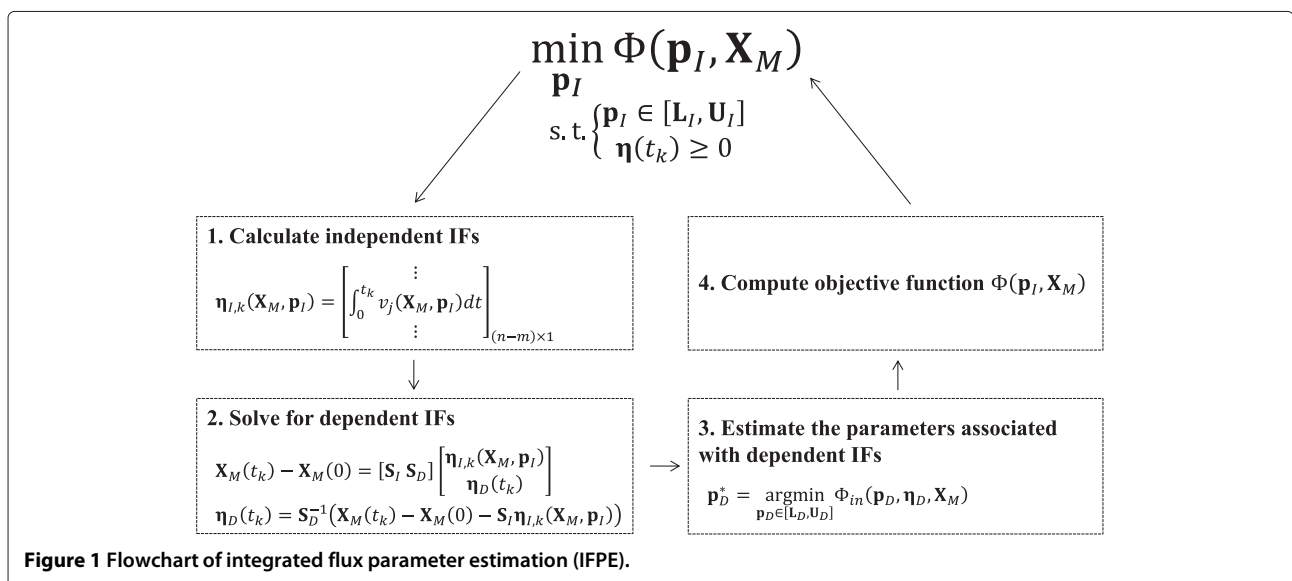 min Φ(𝐩_I, 𝐗_M)
𝐩_I
s. t. { 𝐩_I ∈ [𝐋_I, 𝐔_I]
𝛈(t_k) ≥ 0
1. Calculate independent IFs
𝛈_{I,k}(𝐗_M, 𝐩_I) = [ ⋮ ∫_0^{t_k} v_j(𝐗_M, 𝐩_I)dt ⋮ ]_{(n−m)×1}
2. Solve for dependent IFs
𝐗_M(t_k) − 𝐗_M(0) = [𝐒_I 𝐒_D] [ 𝛈_{I,k}(𝐗_M, 𝐩_I) 𝛈_D(t_k) ]
𝛈_D(t_k) = 𝐒_D^{−1}(𝐗_M(t_k) − 𝐗_M(0) − 𝐒_I𝛈_{I,k}(𝐗_M, 𝐩_I))
3. Estimate the parameters associated
with dependent IFs
𝐩_D^* = argmin Φ_{in}(𝐩_D, 𝛈_D, 𝐗_M)
𝐩_D∈[𝐋_D,𝐔_D]
4. Compute objective function Φ(𝐩_I, 𝐗_M)
Figure 1 Flowchart of integrated flux parameter estimation (IFPE).